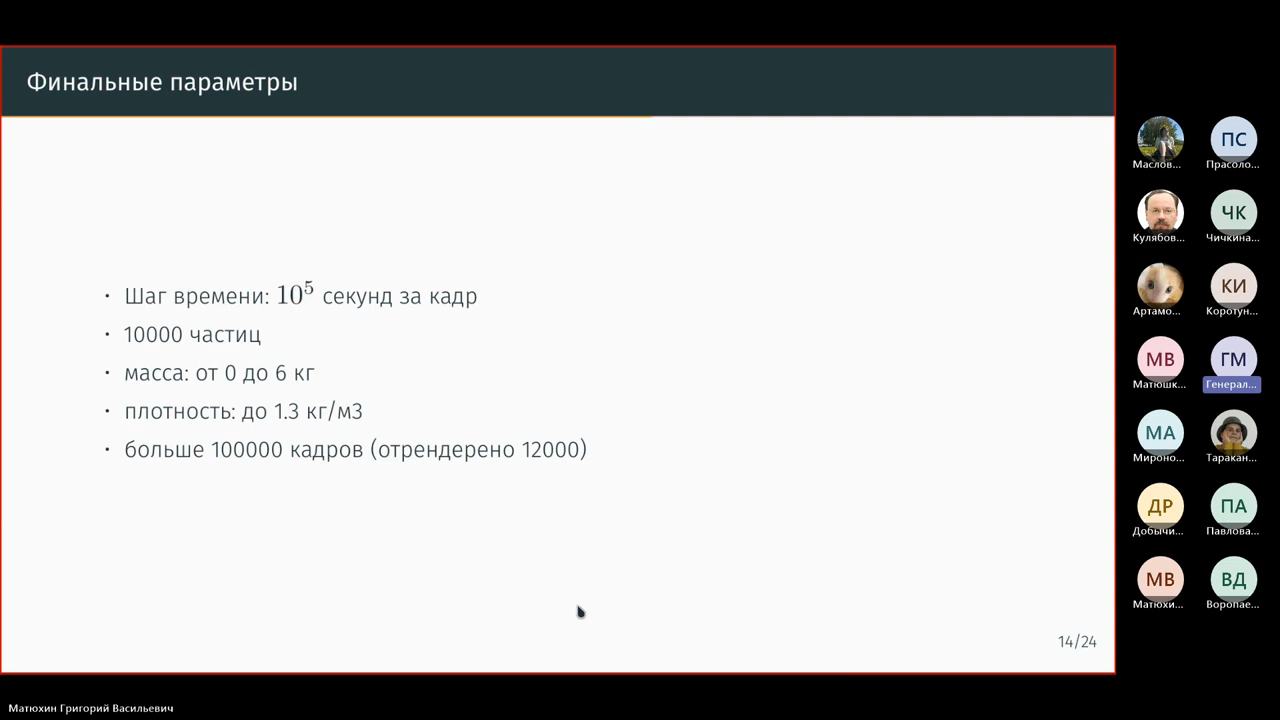 Финальные параметры
• Шаг времени: 10⁵ секунд за кадр
• 10000 частиц
• масса: от 0 до 6 кг
• плотность: до 1.3 кг/м3
• больше 100000 кадров (отрендерено 12000)
14/24
Маслов...
ПС
Прасоло...
Кулябов...
ЧК
Чичкина...
Артамо...
КИ
Коротун...
МВ
Матюшк...
ГМ
Генерал...
МА
Мироно...
Таракан...
ДР
Добычи...
ПА
Павлова...
МВ
Матюхи...
ВД
Воропае...
Матюхин Григорий Васильевич